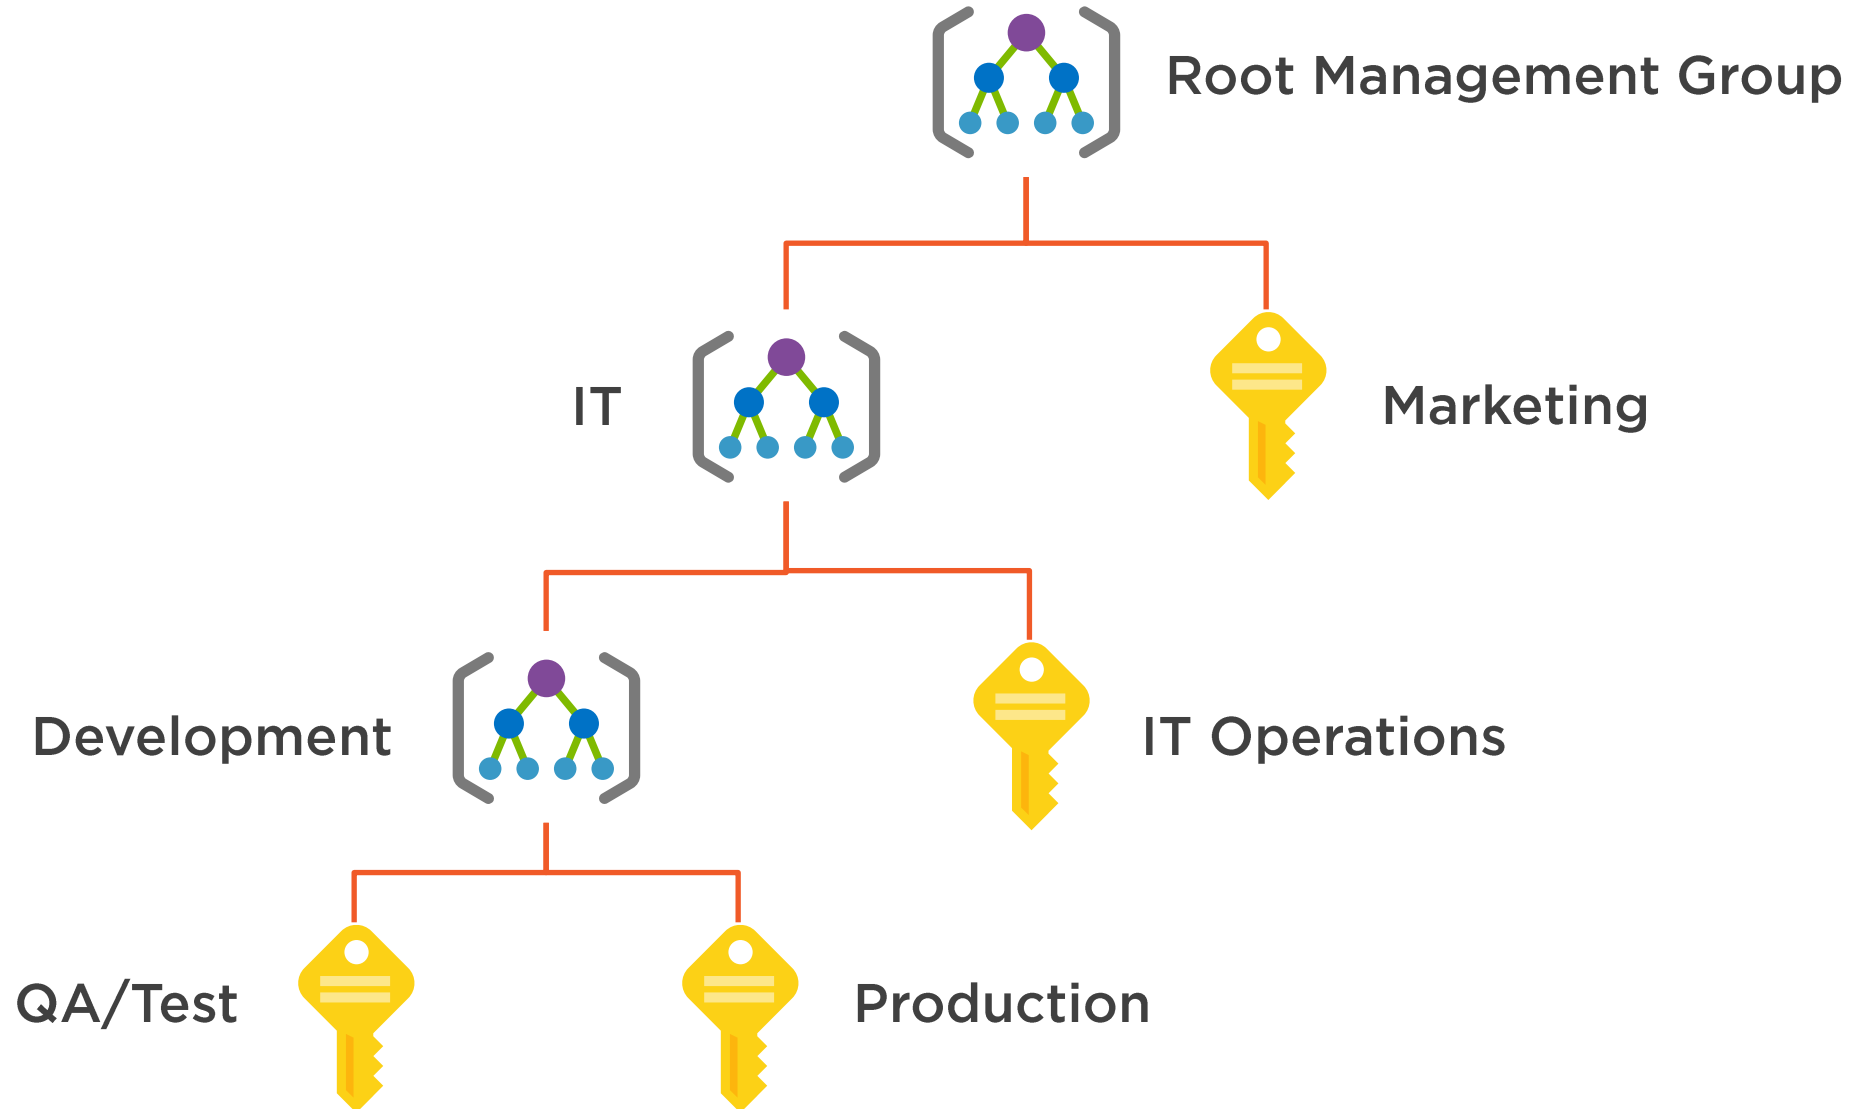 Root Management Group
IT
Marketing
Development
IT Operations
QA/Test
Production